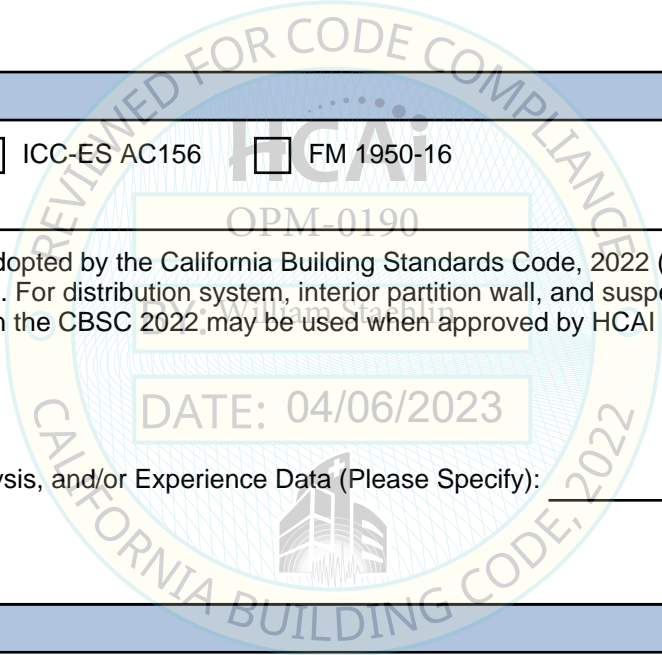 REVIEWED FOR CODE COMPLIANCE
HCAi
ICC-ES AC156 FM 1950-16
OPM-0190
dopted by the California Building Standards Code, 2022 (
. For distribution system, interior partition wall, and susp
BY: William Staehlin
n the CBSC 2022 may be used when approved by HCAI
DATE: 04/06/2023
ysis, and/or Experience Data (Please Specify):
CALIFORNIA BUILDING CODE, 2022